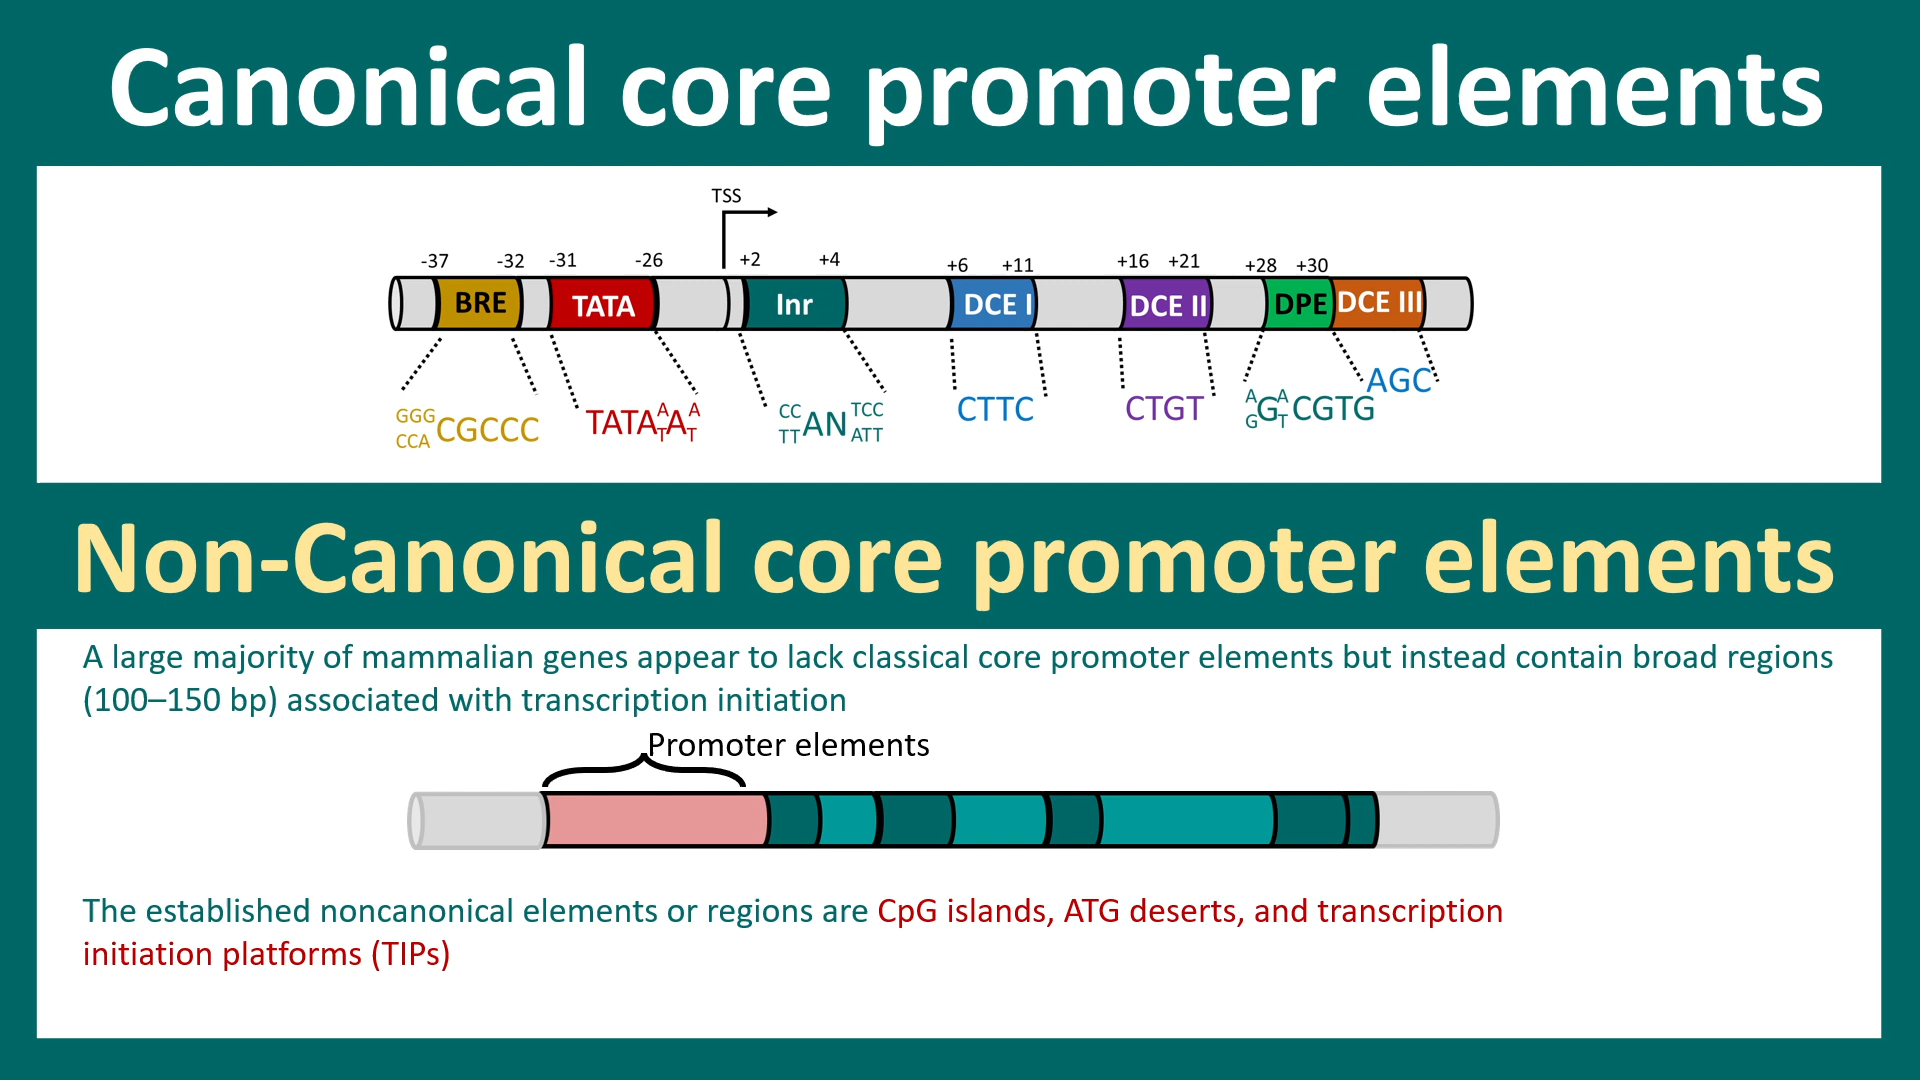 Canonical core promoter elements
TSS
-37 -32 -31 -26 +2 +4 +6 +11 +16 +21 +28 +30
BRE TATA Inr DCE I DCE II DPE DCE III
GGG CCA CGCCC
TATA A T A A T
CC TT AN TCC ATT
CTTC
CTGT
A G G A T CGTG
AGC
Non-Canonical core promoter elements
A large majority of mammalian genes appear to lack classical core promoter elements but instead contain broad regions
(100–150 bp) associated with transcription initiation
Promoter elements
The established noncanonical elements or regions are CpG islands, ATG deserts, and transcription
initiation platforms (TIPs)